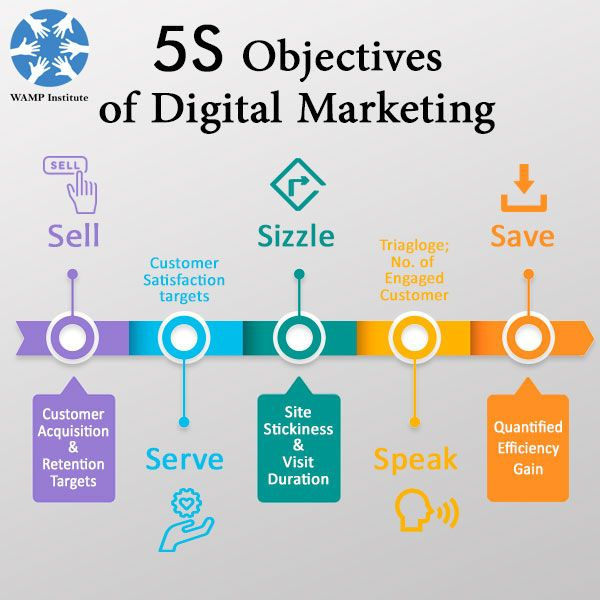 WAMP Institute
5S Objectives
of Digital Marketing
SELL
Sell
Customer
Acquisition
&
Retention
Targets
Customer
Satisfaction
targets
Serve
Sizzle
Site
Stickiness
&
Visit
Duration
Triagloge;
No. of
Engaged
Customer
Speak
Save
Quantified
Efficiency
Gain